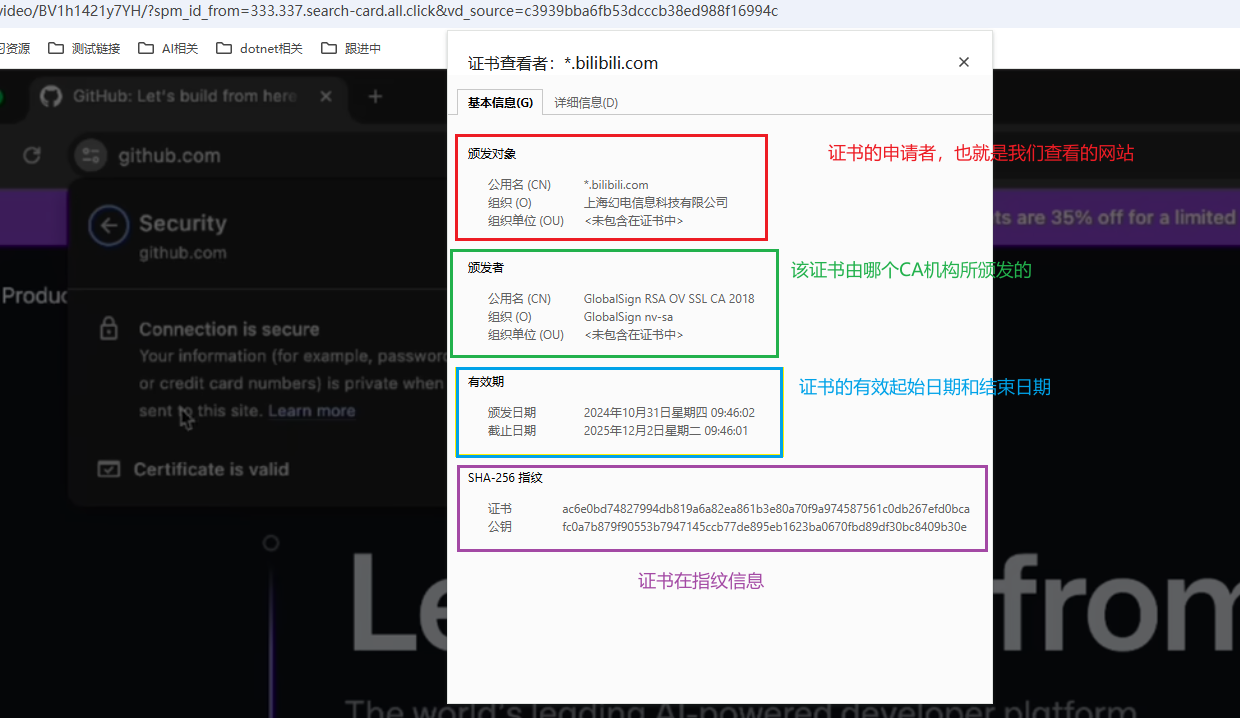 video/BV1h1421y7YH/?spm_id_from=333.337.search-card.all.click&vd_source=c3939bba6fb53dcccb38ed988f16994c
习资源 测试链接 AI相关 dotnet相关 跟进中
证书查看者：*.bilibili.com
基本信息(G) 详细信息(D)
颁发对象
公用名 (CN) *.bilibili.com
组织 (O) 上海幻电信息科技有限公司
组织单位 (OU) <未包含在证书中>
证书的申请者，也就是我们查看的网站
颁发者
公用名 (CN) GlobalSign RSA OV SSL CA 2018
组织 (O) GlobalSign nv-sa
组织单位 (OU) <未包含在证书中>
该证书由哪个CA机构所颁发的
有效期
颁发日期 2024年10月31日星期四 09:46:02
截止日期 2025年12月2日星期二 09:46:01
证书的有效起始日期和结束日期
SHA-256 指纹
证书 ac6e0bd74827994db819a6a82ea861b3e80a70f9a974587561c0db267efd0bca
公钥 fc0a7b879f90553b7947145ccb77de895eb1623ba0670fbd89df30bc8409b30e
证书在指纹信息
GitHub: Let's build from here
github.com
Security
github.com
ts are 35% off for a limited
Produc
Connection is secure
Your information (for example, password
or credit card numbers) is private when
sent to this site. Learn more
Certificate is valid
Le from
The world's leading AI-powered developer platform